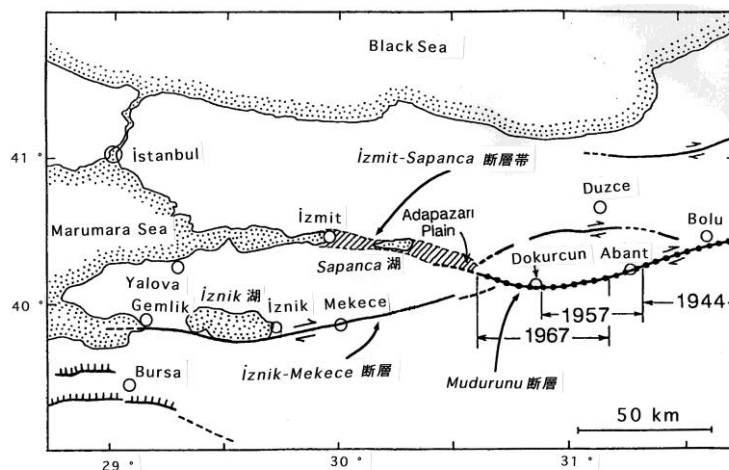 Black Sea
41 °
İstanbul
İzmit-Sapanca 断層帯
Duzce
Marumara Sea
İzmit
Adapazarı
Plain
Bolu
Sapanca 湖
Dokurcun
Abant
Yalova
40 °
Gemlik
İznik 湖
İznik
Mekece
1944
1957
1967
İznik-Mekece 断層
Mudurunu 断層
Bursa
50 km
29 °
30 °
31 °